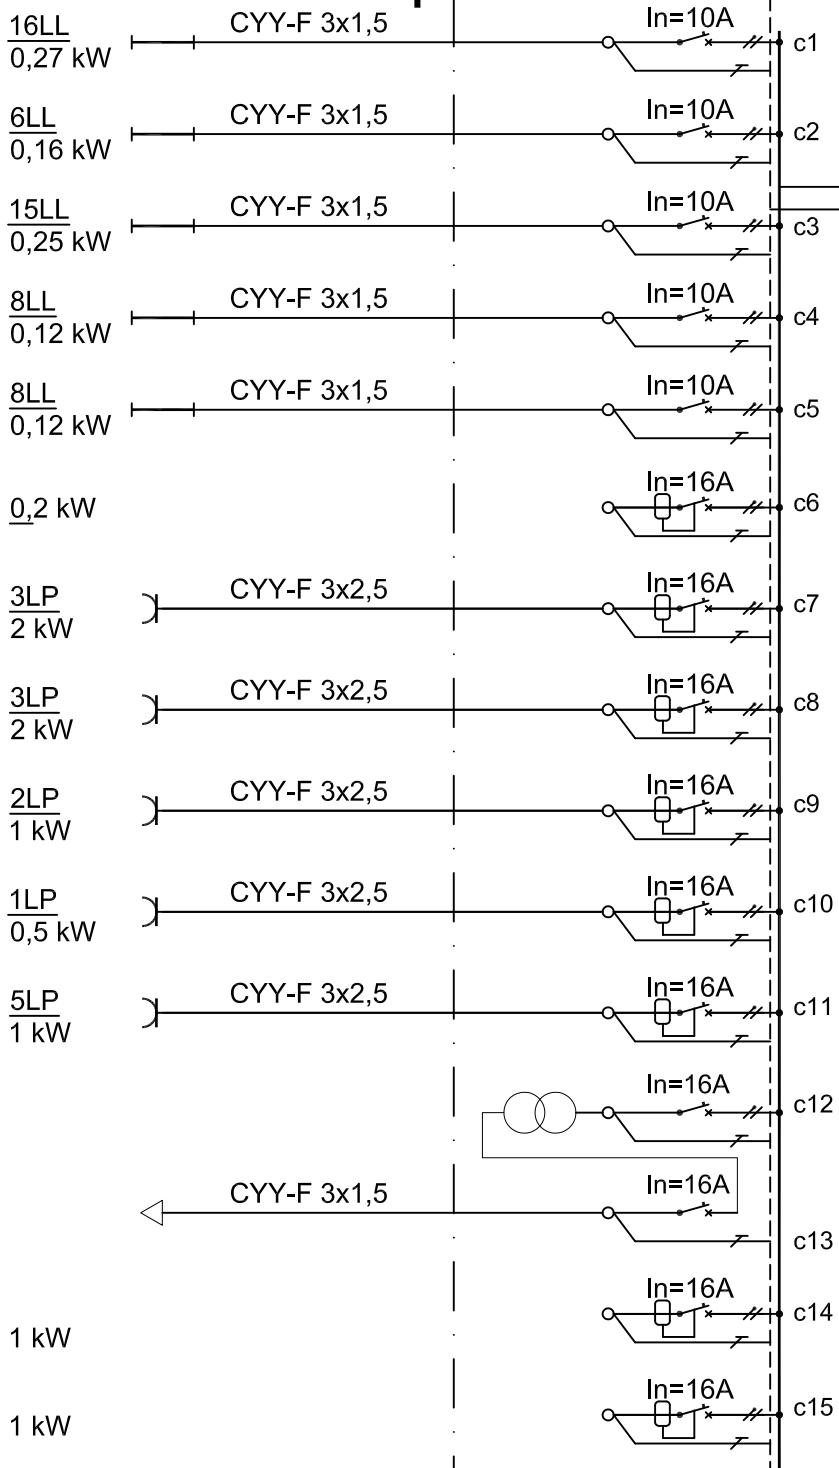 16LL CYY-F 3x1,5 In=10A c1
0,27 kW
6LL CYY-F 3x1,5 In=10A c2
0,16 kW
15LL CYY-F 3x1,5 In=10A c3
0,25 kW
8LL CYY-F 3x1,5 In=10A c4
0,12 kW
8LL CYY-F 3x1,5 In=10A c5
0,12 kW
0,2 kW In=16A c6
3LP CYY-F 3x2,5 In=16A c7
2 kW
3LP CYY-F 3x2,5 In=16A c8
2 kW
2LP CYY-F 3x2,5 In=16A c9
1 kW
1LP CYY-F 3x2,5 In=16A c10
0,5 kW
5LP CYY-F 3x2,5 In=16A c11
1 kW
In=16A c12
CYY-F 3x1,5 In=16A c13
In=16A c14
1 kW
In=16A c15
1 kW